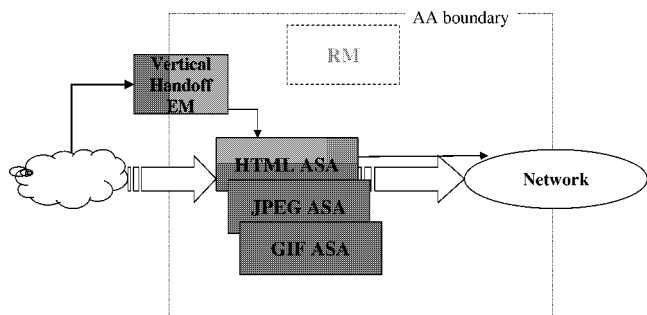 AA boundary
RM
Vertical
Handoff
EM
HTML ASA
JPEG ASA
GIF ASA
Network